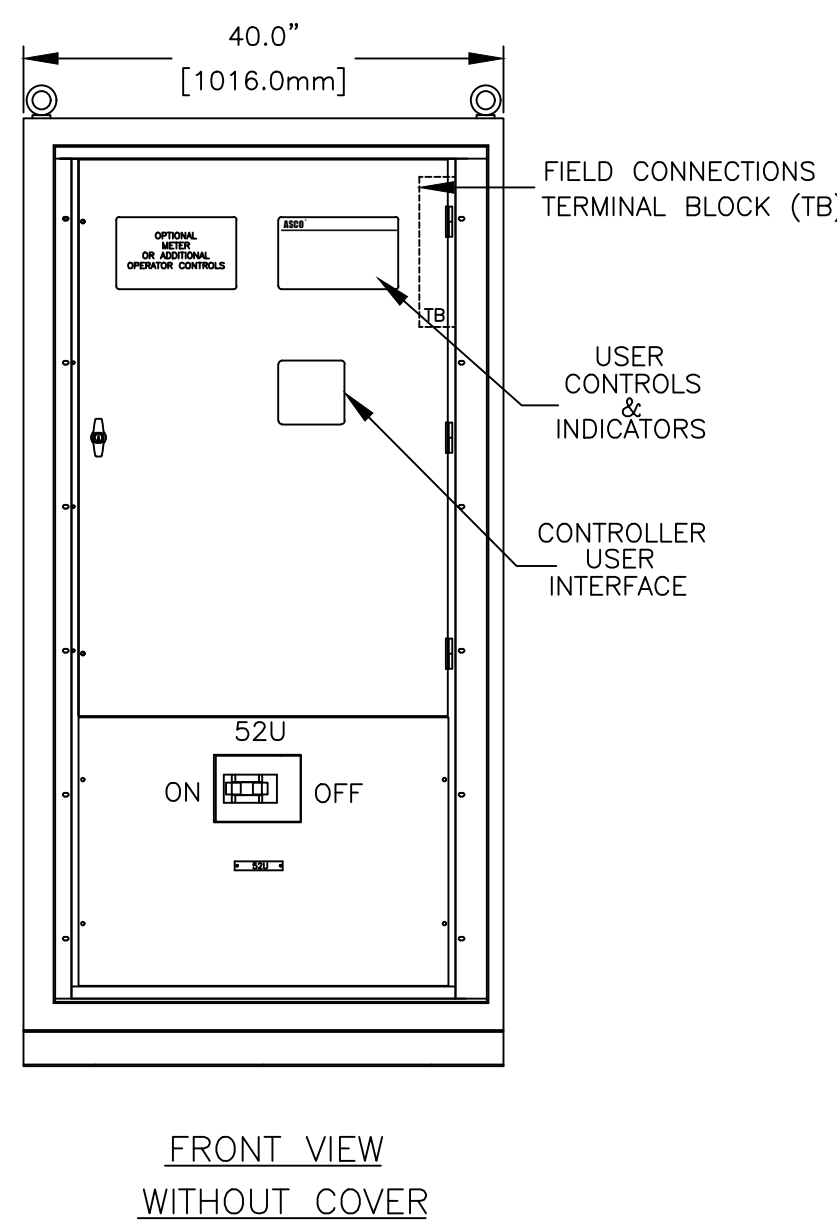 40.0"
[1016.0mm]
FIELD CONNECTIONS
TERMINAL BLOCK (TB)
ASCO
OPTIONAL
METER
OR ADDITIONAL
OPERATOR CONTROLS
TB
USER
CONTROLS
&
INDICATORS
CONTROLLER
USER
INTERFACE
52U
ON
OFF
52U
FRONT VIEW
WITHOUT COVER